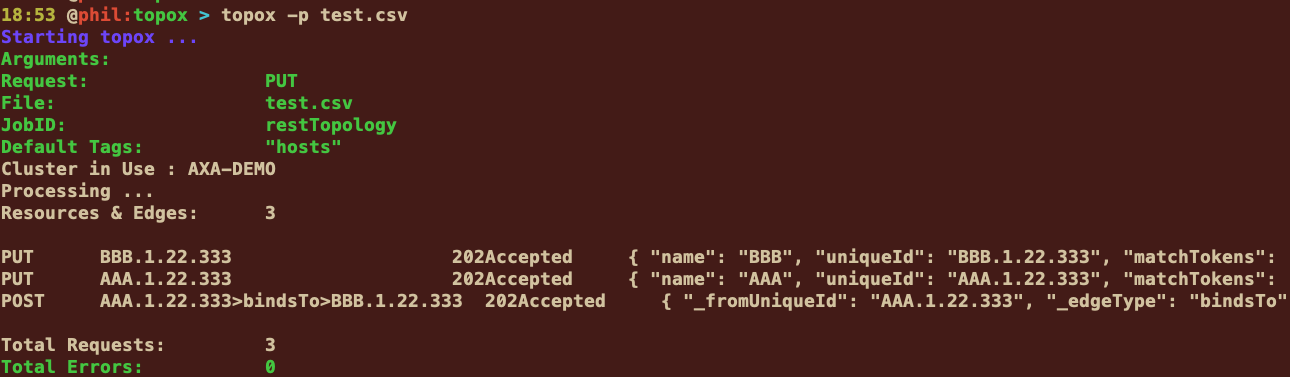 18:53 @phil:topox > topox -p test.csv
Starting topox ...
Arguments:
Request: PUT
File: test.csv
JobID: restTopology
Default Tags: "hosts"
Cluster in Use : AXA-DEMO
Processing ...
Resources & Edges: 3
PUT BBB.1.22.333 202Accepted { "name": "BBB", "uniqueId": "BBB.1.22.333", "matchTokens":
PUT AAA.1.22.333 202Accepted { "name": "AAA", "uniqueId": "AAA.1.22.333", "matchTokens":
POST AAA.1.22.333>bindsTo>BBB.1.22.333 202Accepted { "_fromUniqueId": "AAA.1.22.333", "_edgeType": "bindsTo"
Total Requests: 3
Total Errors: 0